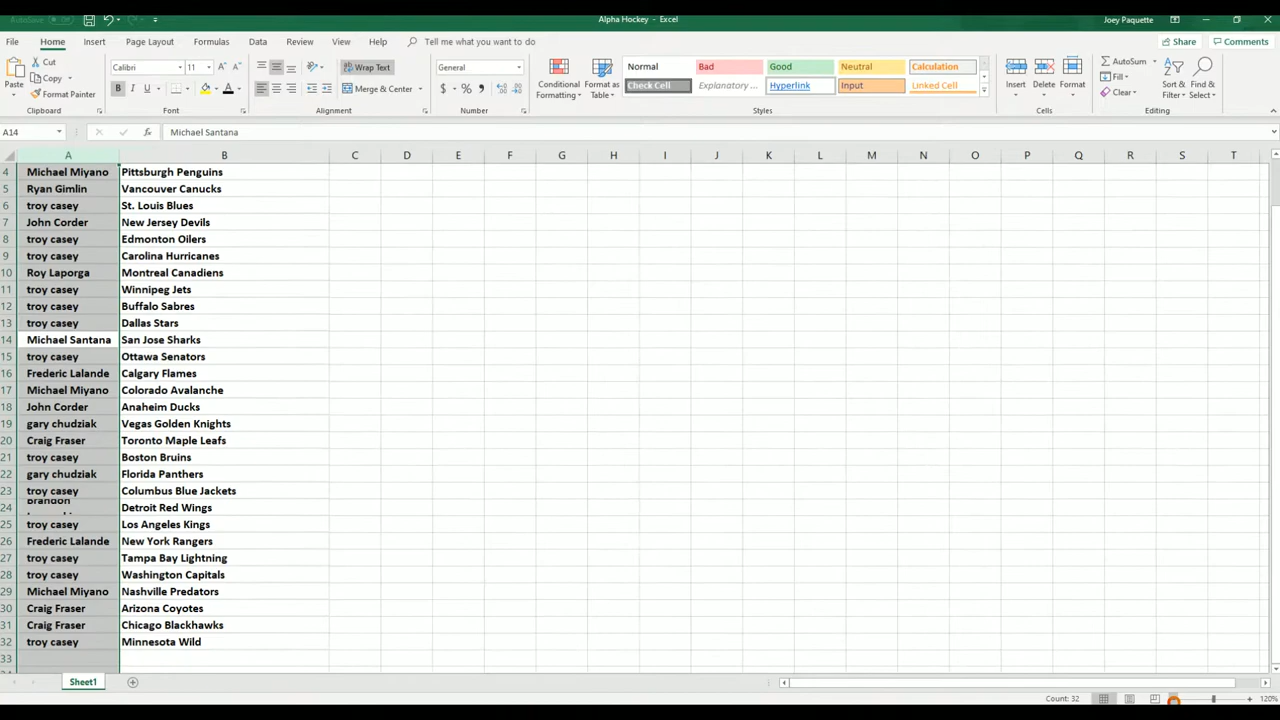 AutoSave Off
Alpha Hockey - Excel
Joey Paquette
File Home Insert Page Layout Formulas Data Review View Help Tell me what you want to do
Share Comments
Paste Cut Copy Format Painter
Calibri 11
B I U
Wrap Text
Merge & Center
General
$ % ,
Conditional Formatting Format as Table
Normal Bad Good Neutral Calculation
Check Cell Explanatory ... Hyperlink Input Linked Cell
Insert Delete Format
AutoSum Fill Clear
Sort & Filter Find & Select
Clipboard Font Alignment Number Styles Cells Editing
A14 fx Michael Santana
A B C D E F G H I J K L M N O P Q R S T
4 Michael Miyano Pittsburgh Penguins
5 Ryan Gimlin Vancouver Canucks
6 troy casey St. Louis Blues
7 John Corder New Jersey Devils
8 troy casey Edmonton Oilers
9 troy casey Carolina Hurricanes
10 Roy Laporga Montreal Canadiens
11 troy casey Winnipeg Jets
12 troy casey Buffalo Sabres
13 troy casey Dallas Stars
14 Michael Santana San Jose Sharks
15 troy casey Ottawa Senators
16 Frederic Lalande Calgary Flames
17 Michael Miyano Colorado Avalanche
18 John Corder Anaheim Ducks
19 gary chudziak Vegas Golden Knights
20 Craig Fraser Toronto Maple Leafs
21 troy casey Boston Bruins
22 gary chudziak Florida Panthers
23 troy casey Columbus Blue Jackets
24 Brandon Detroit Red Wings
25 troy casey Los Angeles Kings
26 Frederic Lalande New York Rangers
27 troy casey Tampa Bay Lightning
28 troy casey Washington Capitals
29 Michael Miyano Nashville Predators
30 Craig Fraser Arizona Coyotes
31 Craig Fraser Chicago Blackhawks
32 troy casey Minnesota Wild
33
Sheet1
Count: 32 120%